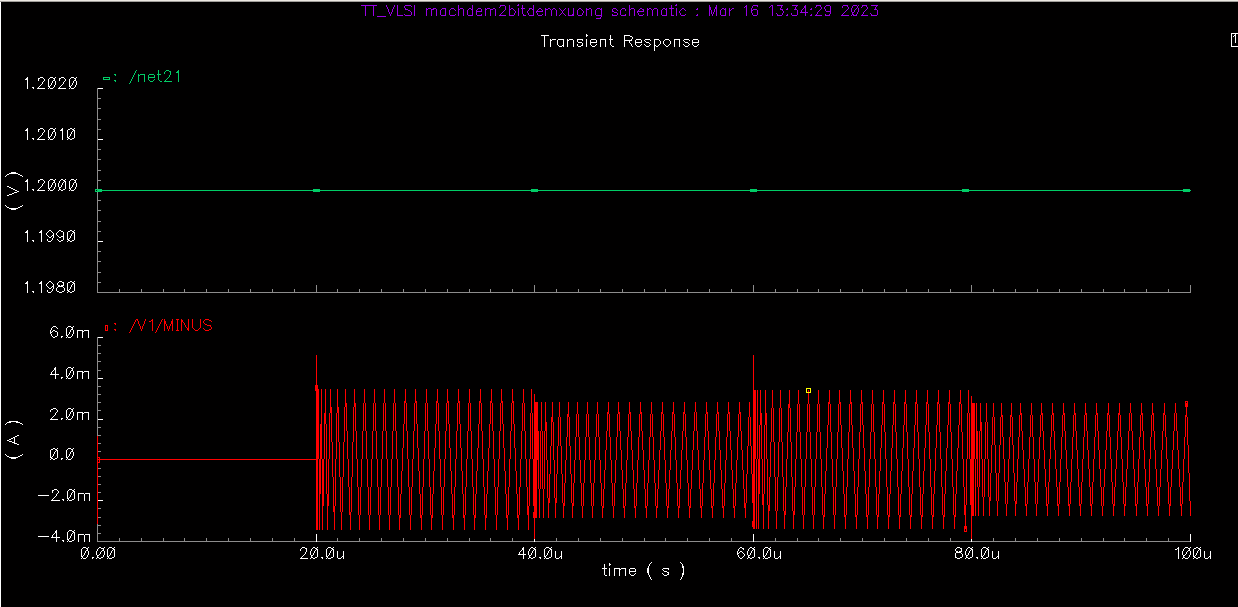 TT_VLSI machdem2bitdemxuong schematic : Mar 16 13:34:29 2023
Transient Response
1
: /net21
1.2020
1.2010
1.2000
1.1990
1.1980
( V )
: /V1/MINUS
6.0m
4.0m
2.0m
0.0
−2.0m
−4.0m
( A )
0.00 20.0u 40.0u 60.0u 80.0u 100u
time ( s )